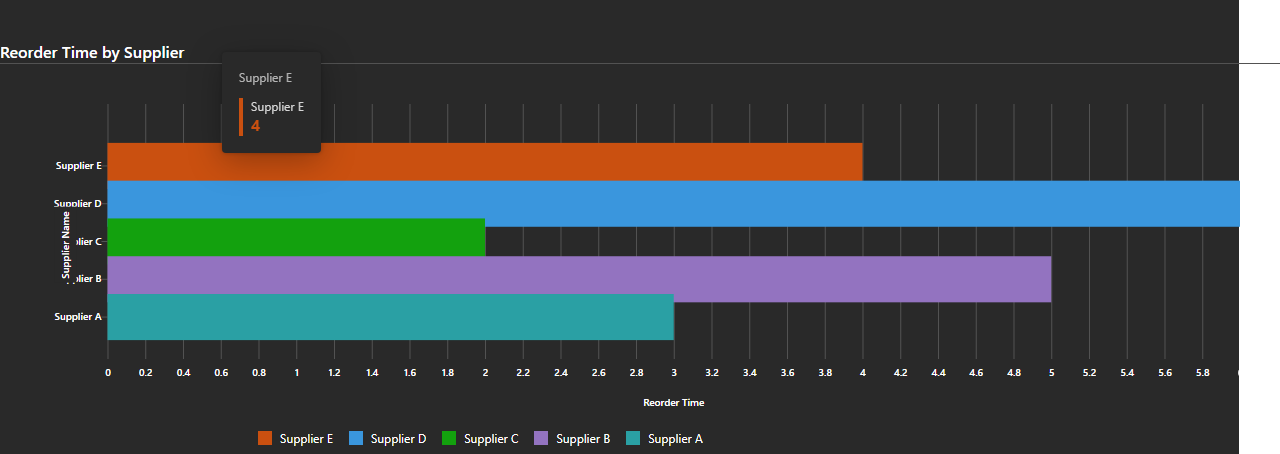 Reorder Time by Supplier
Supplier E
Supplier E
4
Supplier E
Supplier D
Supplier Name
plier C
plier B
Supplier A
0 0.2 0.4 0.6 0.8 1 1.2 1.4 1.6 1.8 2 2.2 2.4 2.6 2.8 3 3.2 3.4 3.6 3.8 4 4.2 4.4 4.6 4.8 5 5.2 5.4 5.6 5.8
Reorder Time
Supplier E Supplier D Supplier C Supplier B Supplier A